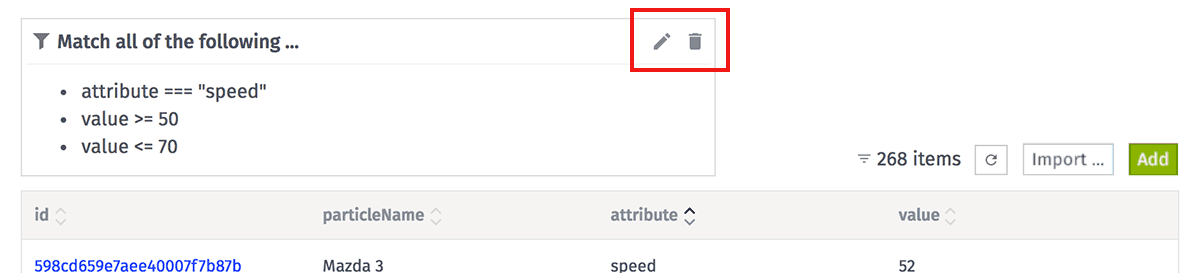 Match all of the following ...
attribute === "speed"
value >= 50
value <= 70
268 items Import ... Add
id particleName attribute value
598cd659e7aee40007f7b87b Mazda 3 speed 52